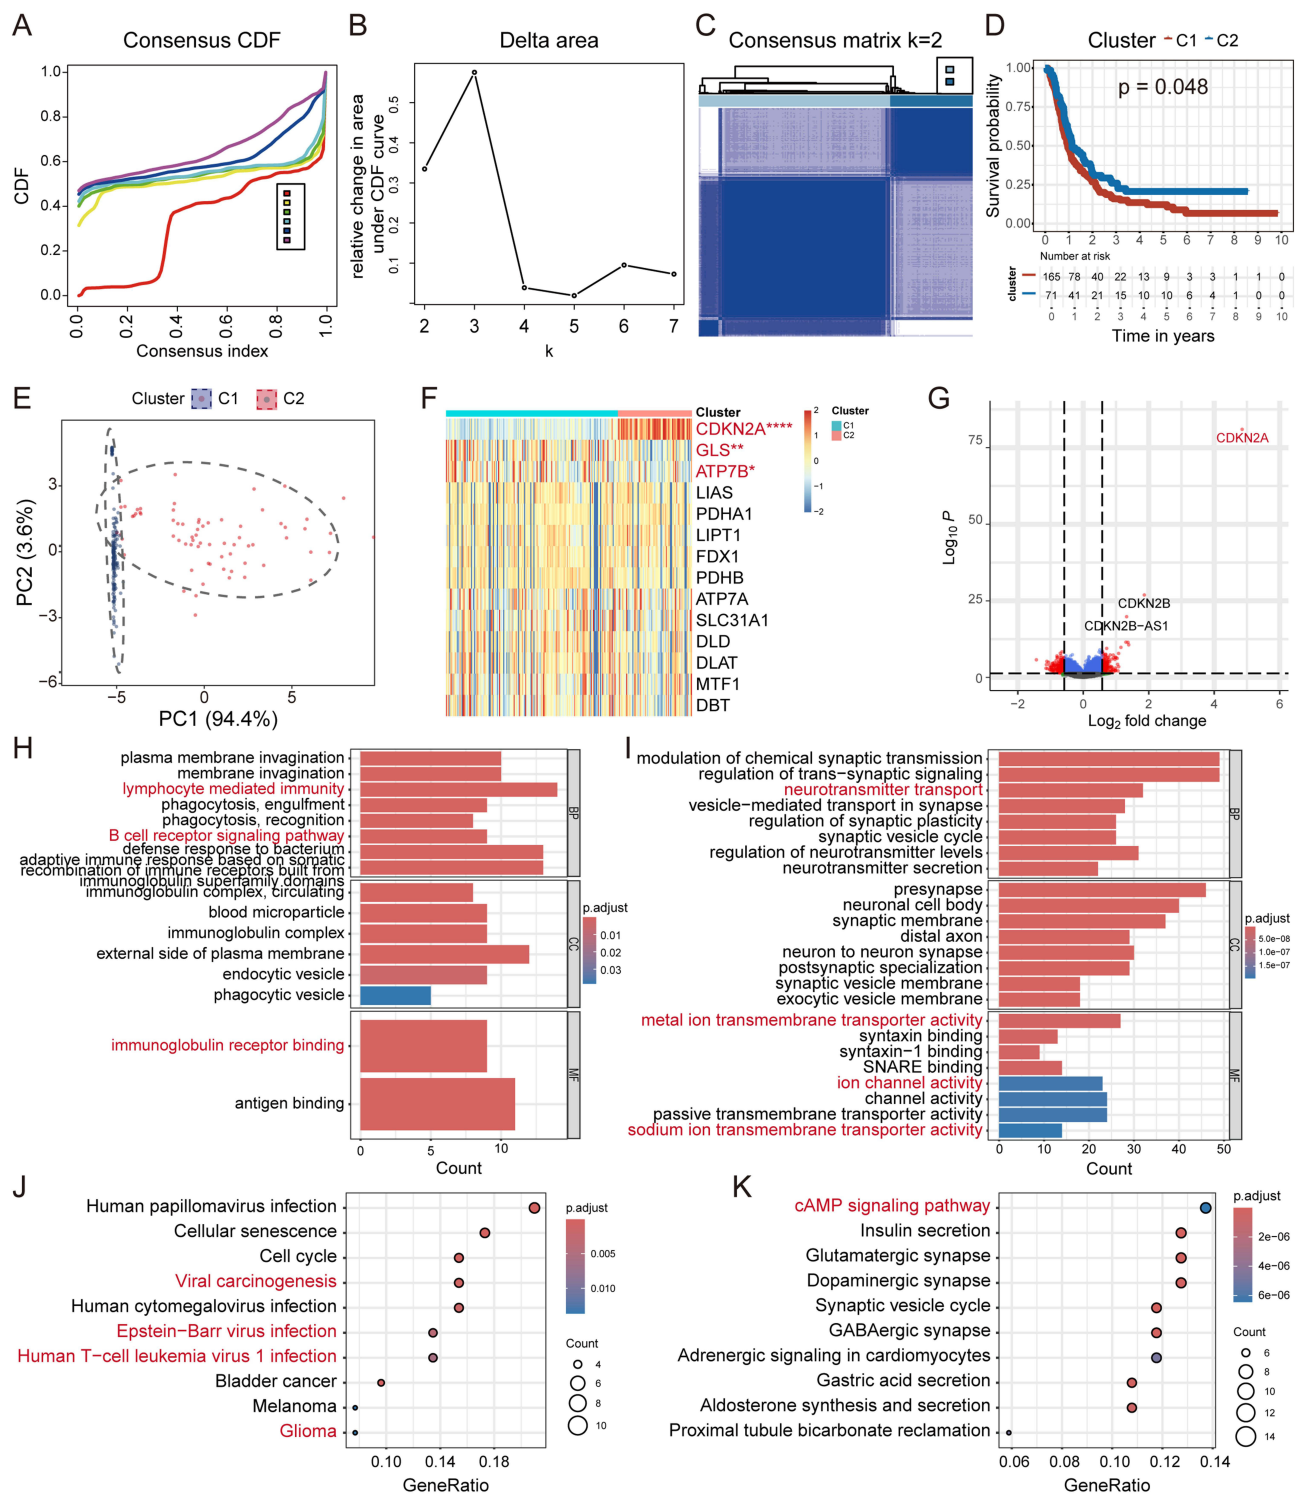 A
Consensus CDF
CDF
1.0
0.8
0.6
0.4
0.2
0.0
0.0
0.2
0.4
0.6
0.8
1.0
Consensus index
B
Delta area
relative change in area
under CDF curve
0.5
0.4
0.3
0.2
0.1
2
3
4
5
6
7
k
C
Consensus matrix k=2
D
Cluster
C1
C2
p = 0.048
Survival probability
1.00
0.75
0.50
0.25
0.00
0 1 2 3 4 5 6 7 8 9 10
Number at risk
cluster
165 78 40 22 13 9 3 3 1 1 0
71 41 21 15 10 10 6 4 1 0 0
0 1 2 3 4 5 6 7 8 9 10
Time in years
E
Cluster
C1
C2
PC2 (3.6%)
3
0
−3
−6
−5
0
5
PC1 (94.4%)
F
Cluster
CDKN2A****
GLS**
ATP7B*
LIAS
PDHA1
LIPT1
FDX1
PDHB
ATP7A
SLC31A1
DLD
DLAT
MTF1
DBT
2
1
0
−1
−2
Cluster
C1
C2
G
Log10 P
75
50
25
0
CDKN2A
CDKN2B
CDKN2B−AS1
−2
0
2
4
6
Log2 fold change
H
plasma membrane invagination
membrane invagination
lymphocyte mediated immunity
phagocytosis, engulfment
phagocytosis, recognition
B cell receptor signaling pathway
defense response to bacterium
adaptive immune response based on somatic
recombination of immune receptors built from
immunoglobulin superfamily domains
immunoglobulin complex, circulating
blood microparticle
immunoglobulin complex
external side of plasma membrane
endocytic vesicle
phagocytic vesicle
immunoglobulin receptor binding
antigen binding
BP
CC
MF
0
5
10
Count
p.adjust
0.01
0.02
0.03
I
modulation of chemical synaptic transmission
regulation of trans−synaptic signaling
neurotransmitter transport
vesicle−mediated transport in synapse
regulation of synaptic plasticity
synaptic vesicle cycle
regulation of neurotransmitter levels
neurotransmitter secretion
presynapse
neuronal cell body
synaptic membrane
distal axon
neuron to neuron synapse
postsynaptic specialization
synaptic vesicle membrane
exocytic vesicle membrane
metal ion transmembrane transporter activity
syntaxin binding
syntaxin−1 binding
SNARE binding
ion channel activity
channel activity
passive transmembrane transporter activity
sodium ion transmembrane transporter activity
BP
CC
MF
0
10
20
30
40
50
Count
p.adjust
5.0e−08
1.0e−07
1.5e−07
J
Human papillomavirus infection
Cellular senescence
Cell cycle
Viral carcinogenesis
Human cytomegalovirus infection
Epstein−Barr virus infection
Human T−cell leukemia virus 1 infection
Bladder cancer
Melanoma
Glioma
0.10
0.14
0.18
GeneRatio
p.adjust
0.005
0.010
Count
4
6
8
10
K
cAMP signaling pathway
Insulin secretion
Glutamatergic synapse
Dopaminergic synapse
Synaptic vesicle cycle
GABAergic synapse
Adrenergic signaling in cardiomyocytes
Gastric acid secretion
Aldosterone synthesis and secretion
Proximal tubule bicarbonate reclamation
0.06
0.08
0.10
0.12
0.14
GeneRatio
p.adjust
2e−06
4e−06
6e−06
Count
6
8
10
12
14